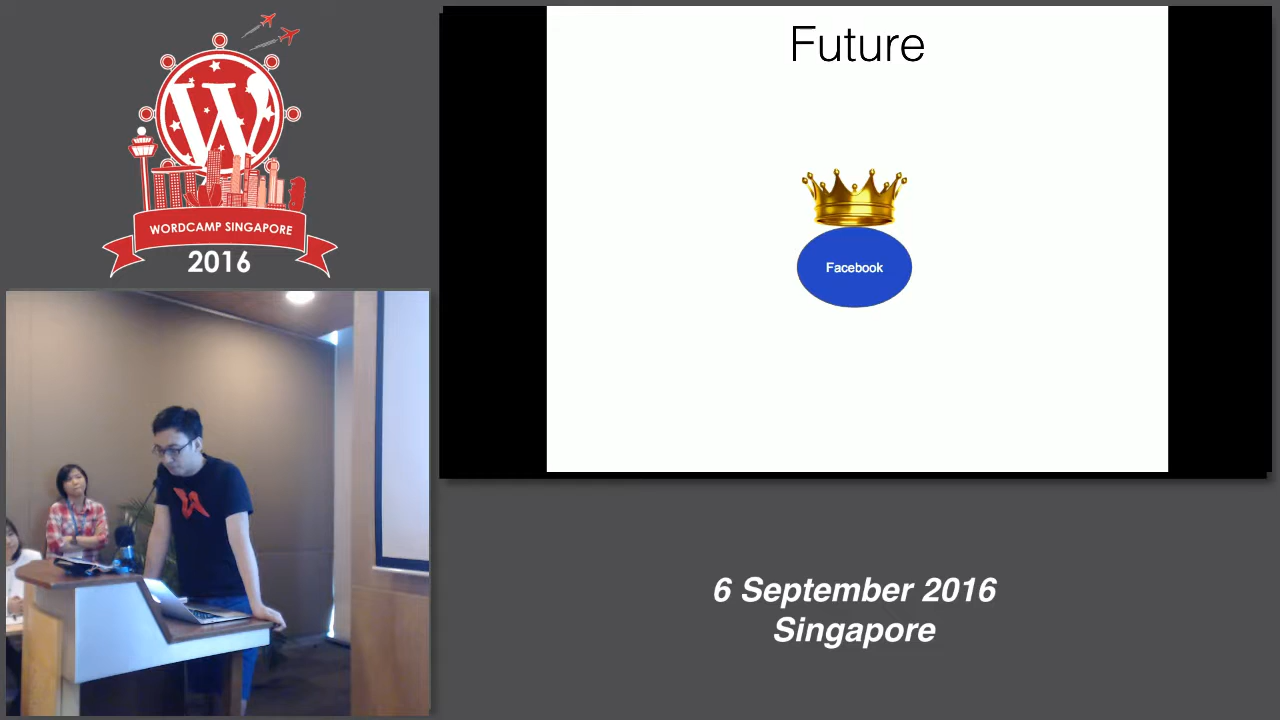 W
WORDCAMP SINGAPORE
2016
Future
Facebook
6 September 2016
Singapore